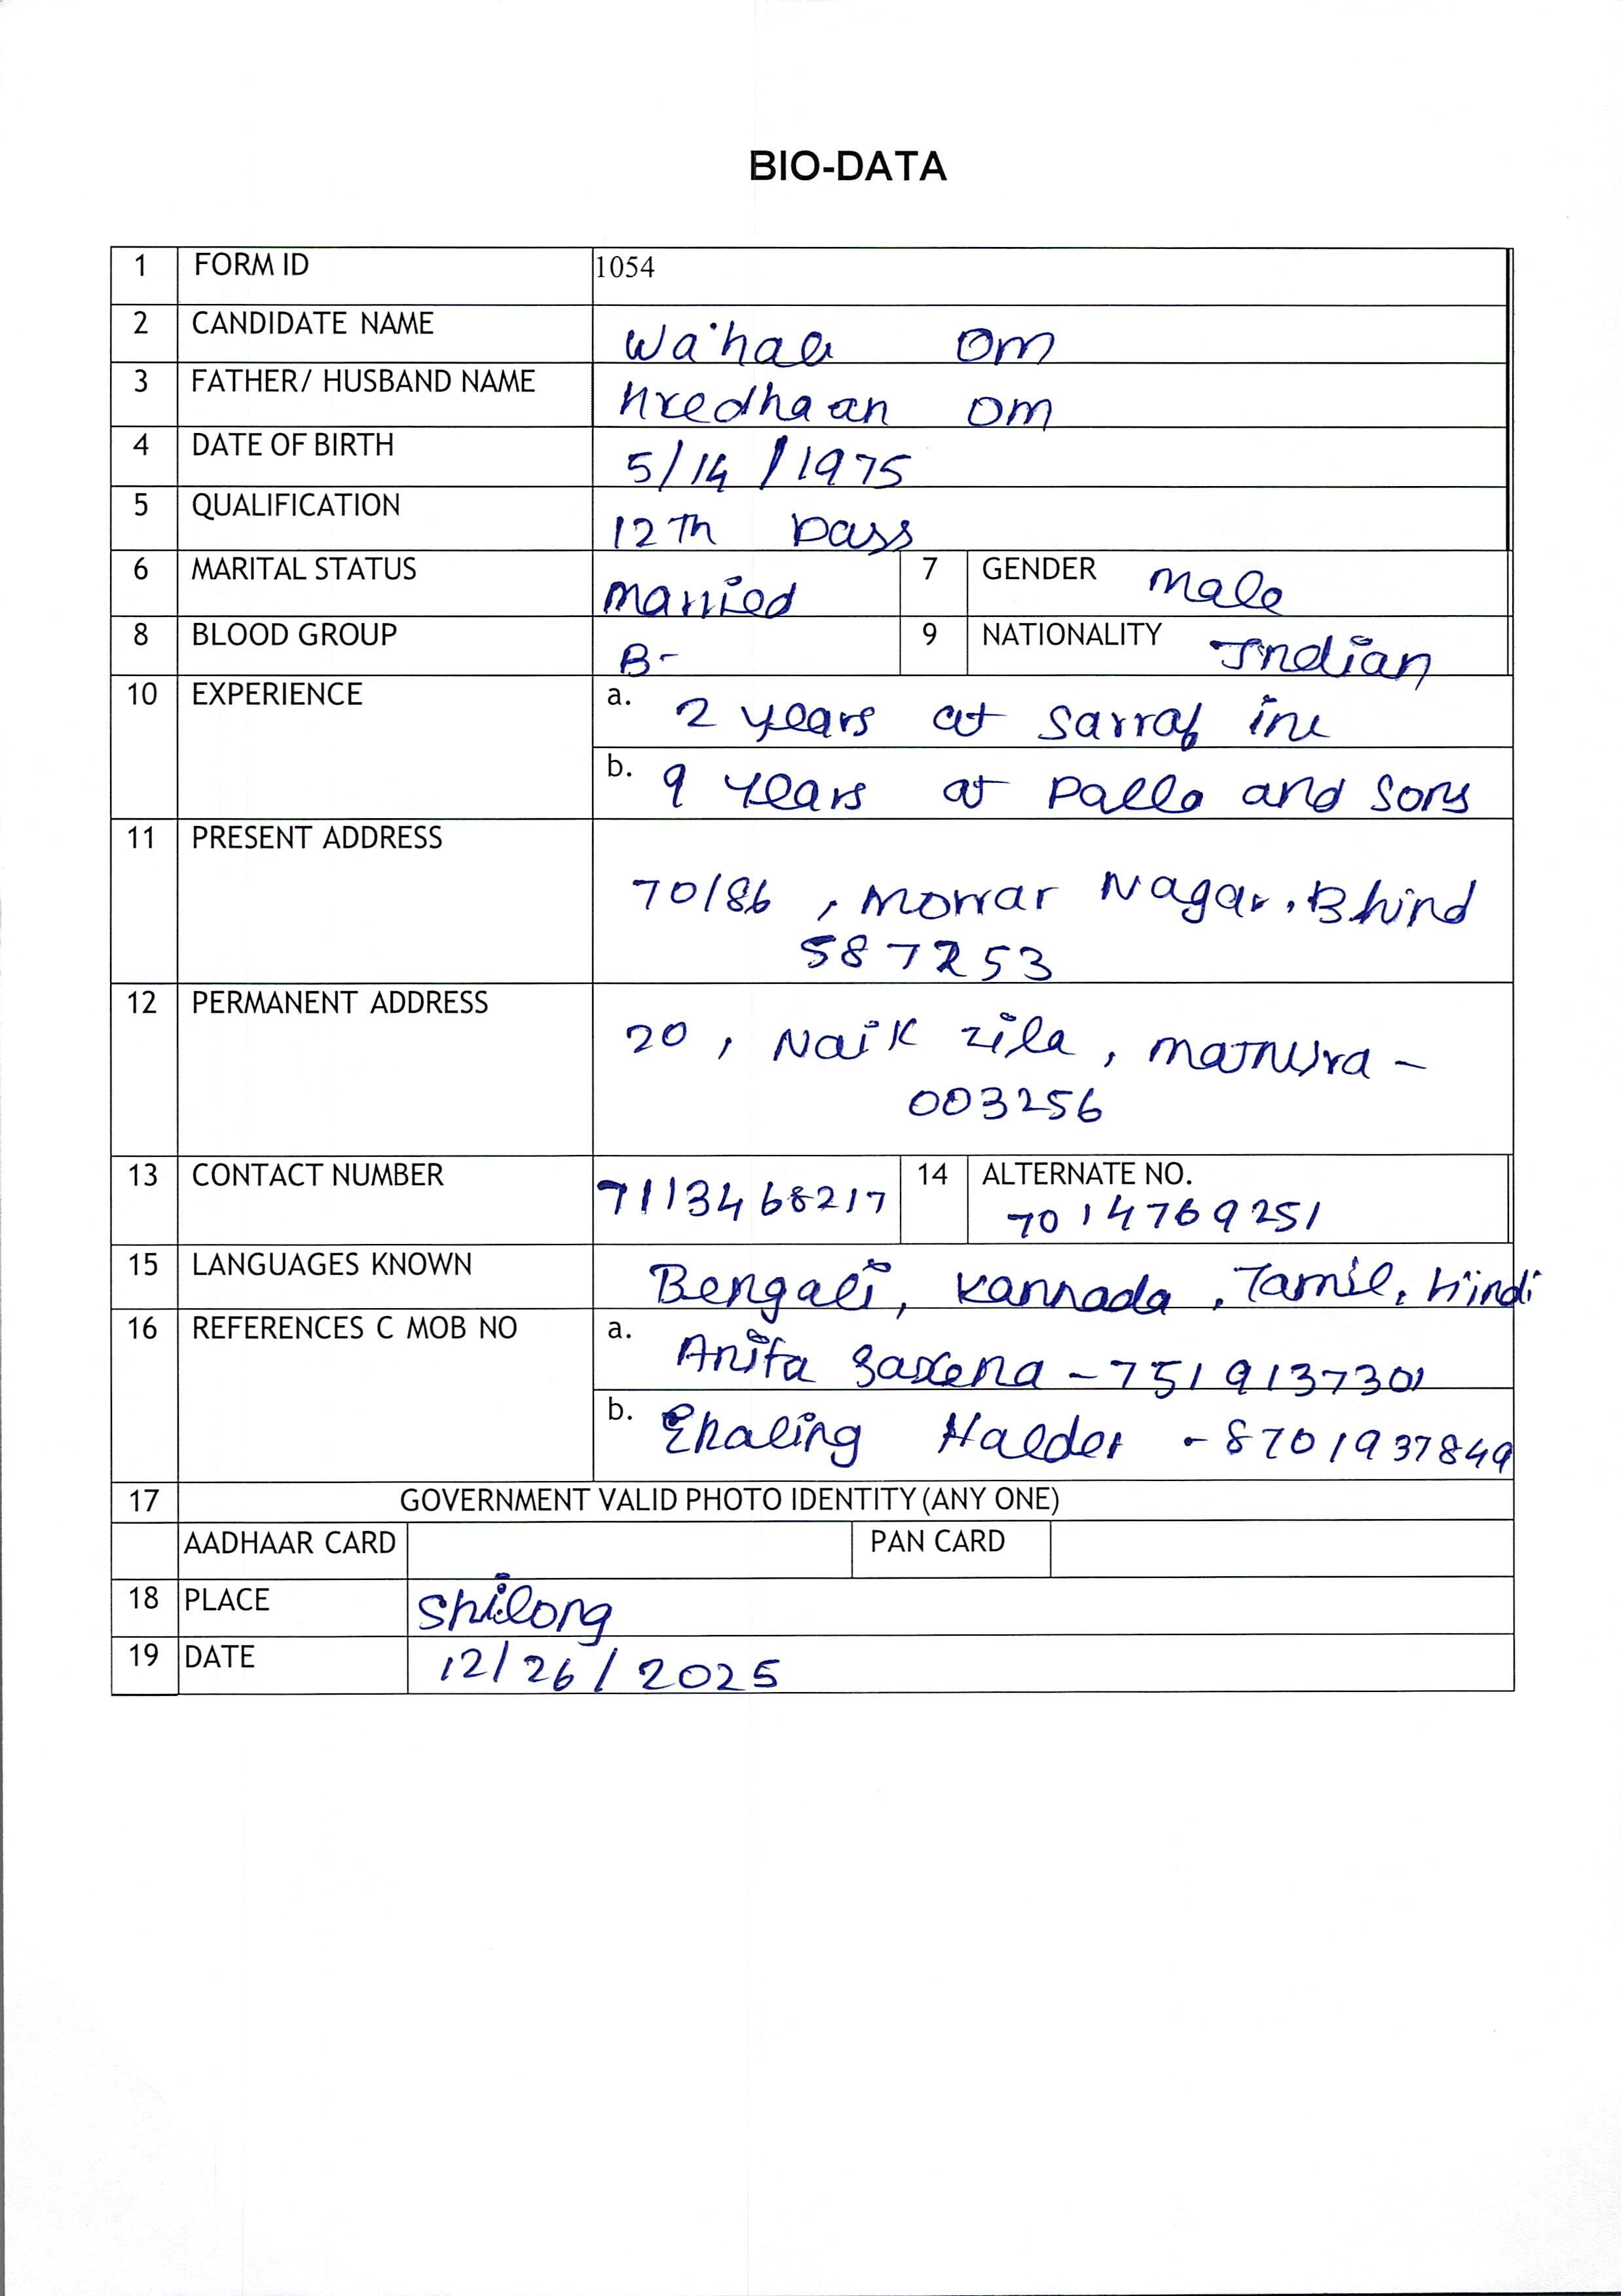 BIO-DATA
1 FORM ID 1054
2 CANDIDATE NAME Om
3 FATHER/ HUSBAND NAME Hredhaan Om
4 DATE OF BIRTH 5/14/1975
5 QUALIFICATION 12Th pass
6 MARITAL STATUS Married 7 GENDER Male
8 BLOOD GROUP B- 9 NATIONALITY Indian
10 EXPERIENCE a. 2 years at Sarraf inc
b. 9 years at Palla and Sons
11 PRESENT ADDRESS
70/86, Nagar, Bhind
587253
12 PERMANENT ADDRESS
20, Naik Zila, Mathura -
003256
13 CONTACT NUMBER 7113468217 14 ALTERNATE NO.
7014769251
15 LANGUAGES KNOWN Bengali, Kannada, Tamil, Hindi
16 REFERENCES C MOB NO a. Anita Saxena - 7519137301
b. Ekaling Halder - 8701937849
17 GOVERNMENT VALID PHOTO IDENTITY (ANY ONE)
AADHAAR CARD PAN CARD
18 PLACE Shilong
19 DATE 12/26/2025